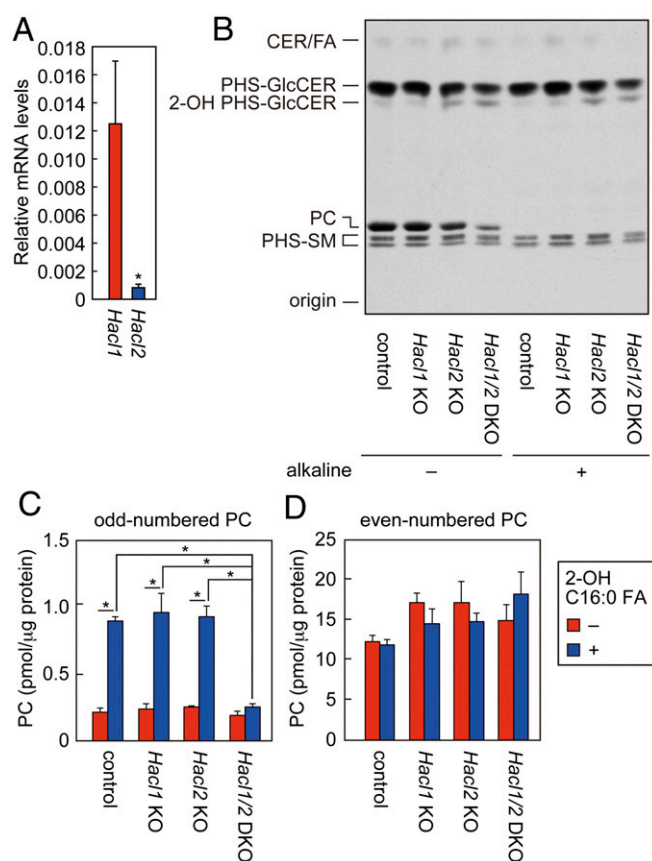 A
Relative mRNA levels
0.018
0.016
0.014
0.012
0.010
0.008
0.006
0.004
0.002
0
*
Hacl1
Hacl2
B
CER/FA
PHS-GlcCER
2-OH PHS-GlcCER
PC
PHS-SM
origin
control
Hacl1 KO
Hacl2 KO
Hacl1/2 DKO
control
Hacl1 KO
Hacl2 KO
Hacl1/2 DKO
alkaline
–
+
C
odd-numbered PC
PC (pmol/μg protein)
1.5
1.0
0.5
0
*
*
*
*
*
*
control
Hacl1 KO
Hacl2 KO
Hacl1/2 DKO
D
even-numbered PC
PC (pmol/μg protein)
25
20
15
10
5
0
control
Hacl1 KO
Hacl2 KO
Hacl1/2 DKO
2-OH
C16:0 FA
–
+